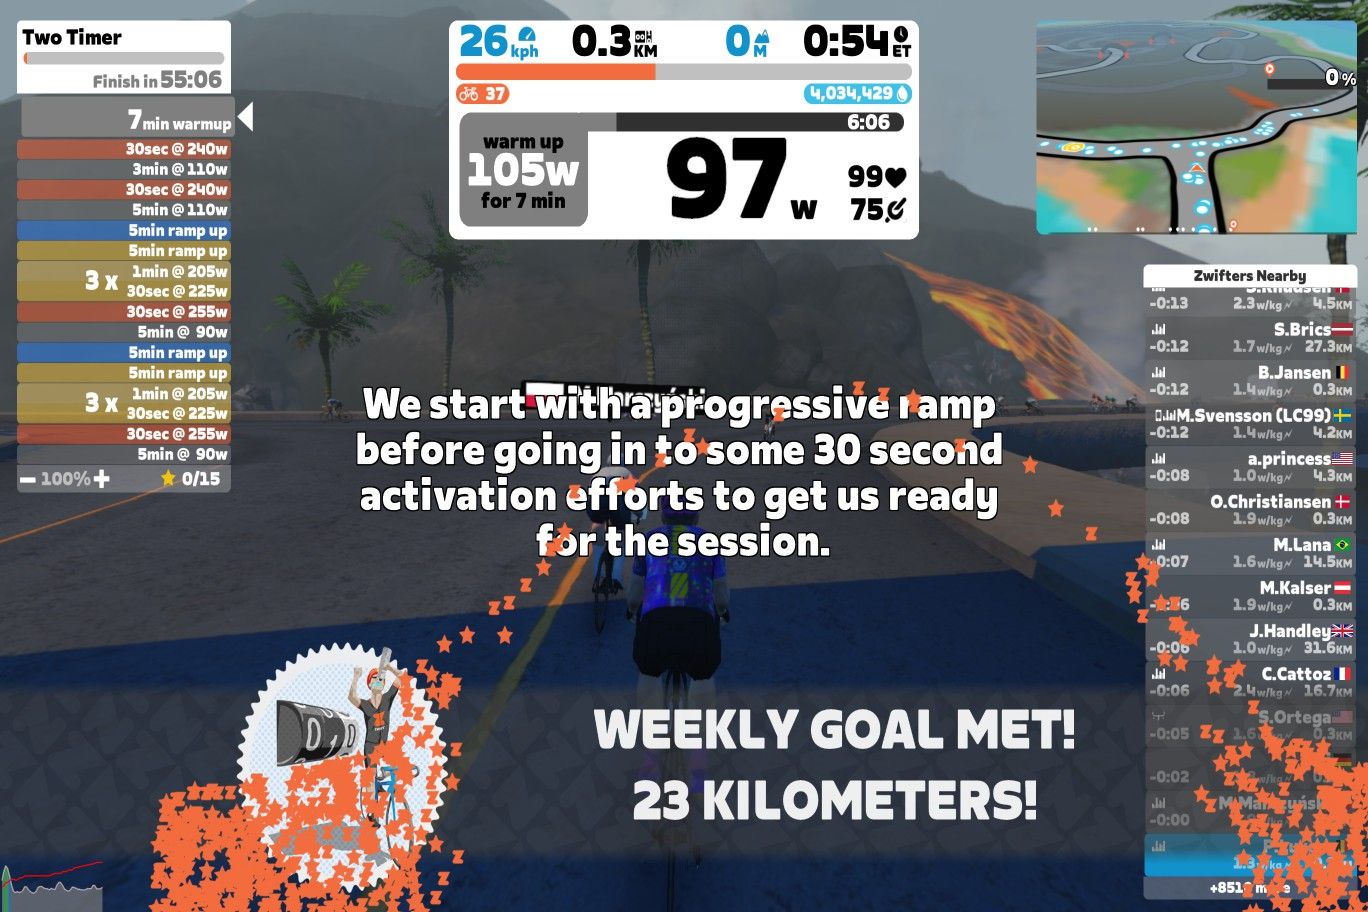 Two Timer
Finish in 55:06
7min warmup
30sec @ 240w
3min @ 110w
30sec @ 240w
5min @ 110w
5min ramp up
5min ramp up
3 x
1min @ 205w
30sec @ 225w
30sec @ 255w
5min @ 90w
5min ramp up
5min ramp up
3 x
1min @ 205w
30sec @ 225w
30sec @ 255w
5min @ 90w
100%
0/15
26 kph
0.3 KM
0 M
0:54 ET
37
4,034,429
warm up
105w
for 7 min
6:06
97 w
99
75
0 %
We start with a progressive ramp
before going in to some 30 second
activation efforts to get us ready
for the session.
WEEKLY GOAL MET!
23 KILOMETERS!
Zwifters Nearby
-0:13 2.3w/kg 4.5KM
S.Brics
-0:12 1.7w/kg 27.3KM
B.Jansen
-0:12 1.4w/kg 0.3KM
M.Svensson (LC99)
-0:12 1.4w/kg 4.2KM
a.princess
-0:08 1.0w/kg 4.3KM
O.Christiansen
-0:08 1.9w/kg 0.3KM
M.Lana
-0:07 1.6w/kg 14.5KM
M.Kalser
1.9w/kg 0.3KM
J.Handley
-0:06 1.0w/kg 31.6KM
C.Cattoz
-0:06 2.4w/kg 16.7KM
S.Ortega
-0:05 0.3KM
-0:02
-0:00